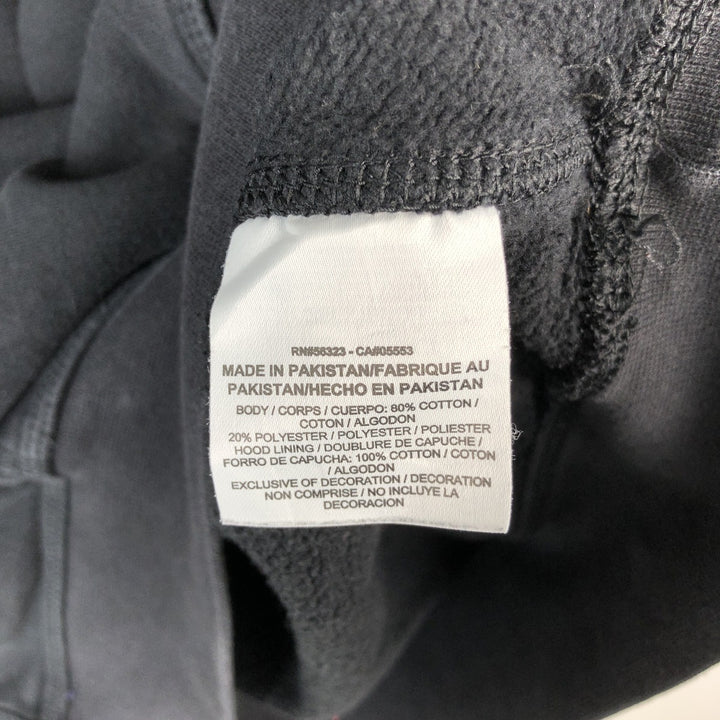 RN#56323 - CA#05553
MADE IN PAKISTAN/FABRIQUE AU
PAKISTAN/HECHO EN PAKISTAN
BODY / CORPS / CUERPO: 80% COTTON /
COTON / ALGODON
20% POLYESTER / POLYESTER / POLIESTER
HOOD LINING / DOUBLURE DE CAPUCHE /
FORRO DE CAPUCHA: 100% COTTON / COTON
/ ALGODON
EXCLUSIVE OF DECORATION / DECORATION
NON COMPRISE / NO INCLUYE LA
DECORACION